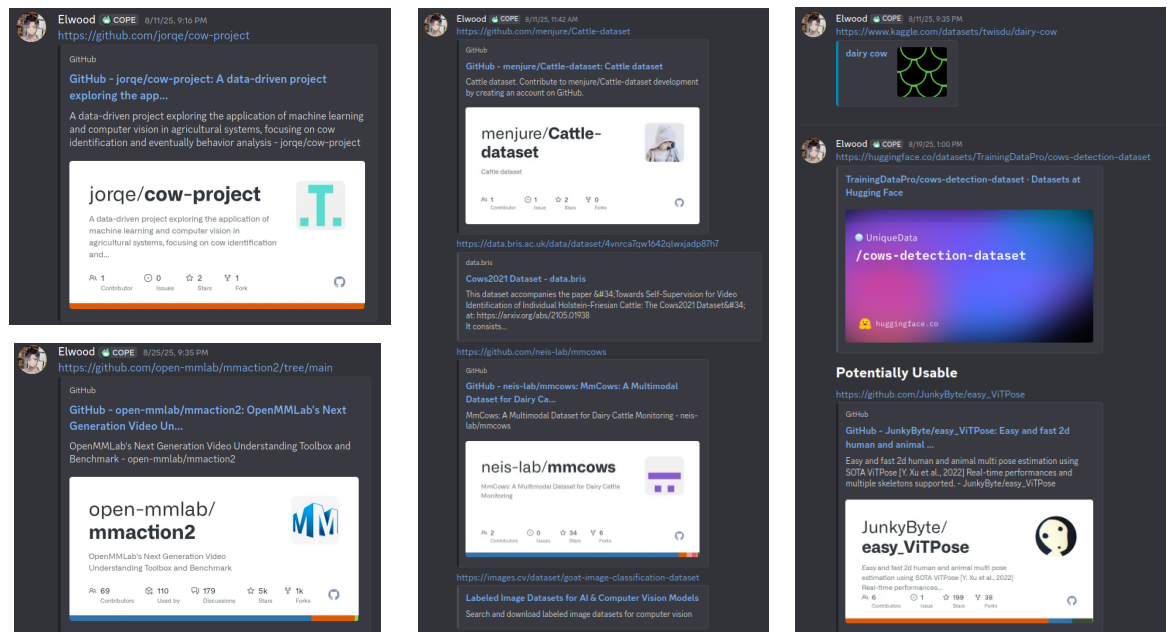 Elwood COPE 8/11/25, 9:16 PM
https://github.com/jorqe/cow-project
GitHub
GitHub - jorqe/cow-project: A data-driven project
exploring the app...
A data-driven project exploring the application of machine learning
and computer vision in agricultural systems, focusing on cow
identification and eventually behavior analysis - jorqe/cow-project
jorqe/cow-project
A data-driven project exploring the application of
machine learning and computer vision in
agricultural systems, focusing on cow identification
and...
1 Contributor
0 Issues
2 Stars
1 Fork
Elwood COPE 8/25/25, 9:35 PM
https://github.com/open-mmlab/mmaction2/tree/main
GitHub
GitHub - open-mmlab/mmaction2: OpenMMLab's Next
Generation Video Un...
OpenMMLab's Next Generation Video Understanding Toolbox and
Benchmark - open-mmlab/mmaction2
open-mmlab/
mmaction2
OpenMMLab's Next Generation Video
Understanding Toolbox and Benchmark
69 Contributors
110 Used by
179 Discussions
5k Stars
1k Forks
Elwood COPE 8/11/25, 11:42 AM
https://github.com/menjure/Cattle-dataset
GitHub
GitHub - menjure/Cattle-dataset: Cattle dataset
Cattle dataset. Contribute to menjure/Cattle-dataset development
by creating an account on GitHub.
menjure/Cattle-
dataset
Cattle dataset
1 Contributor
1 Issue
2 Stars
0 Forks
https://data.bris.ac.uk/data/dataset/4vnrca7qw1642qlwxjadp87h7
data.bris
Cows2021 Dataset - data.bris
This dataset accompanies the paper &#34;Towards Self-Supervision for Video
Identification of Individual Holstein-Friesian Cattle: The Cows2021 Dataset&#34;
at: https://arxiv.org/abs/2105.01938
It consists...
https://github.com/neis-lab/mmcows
GitHub
GitHub - neis-lab/mmcows: MmCows: A Multimodal
Dataset for Dairy Ca...
MmCows: A Multimodal Dataset for Dairy Cattle Monitoring - neis-
lab/mmcows
neis-lab/mmcows
MmCows: A Multimodal Dataset for Dairy Cattle
Monitoring
2 Contributors
0 Issues
34 Stars
6 Forks
https://images.cv/dataset/goat-image-classification-dataset
Labeled Image Datasets for AI & Computer Vision Models
Search and download labeled image datasets for computer vision
Elwood COPE 8/11/25, 9:35 PM
https://www.kaggle.com/datasets/twisdu/dairy-cow
dairy cow
Elwood COPE 8/19/25, 1:00 PM
https://huggingface.co/datasets/TrainingDataPro/cows-detection-dataset
TrainingDataPro/cows-detection-dataset · Datasets at
Hugging Face
UniqueData
/cows-detection-dataset
huggingface.co
Potentially Usable
https://github.com/JunkyByte/easy_ViTPose
GitHub
GitHub - JunkyByte/easy_ViTPose: Easy and fast 2d
human and animal ...
Easy and fast 2d human and animal multi pose estimation using
SOTA ViTPose [Y. Xu et al., 2022] Real-time performances and
multiple skeletons supported. - JunkyByte/easy_ViTPose
JunkyByte/
easy_ViTPose
Easy and fast 2d human and animal multi pose
estimation using SOTA ViTPose [Y. Xu et al., 2022]
Real-time performances...
6 Contributors
1 Issue
199 Stars
38 Forks